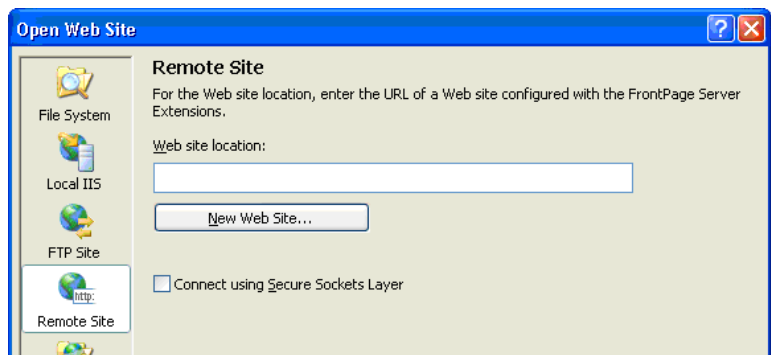 Open Web Site
Remote Site
For the Web site location, enter the URL of a Web site configured with the FrontPage Server
Extensions.
File System
Web site location:
Local IIS
New Web Site...
FTP Site
http:
Connect using Secure Sockets Layer
Remote Site